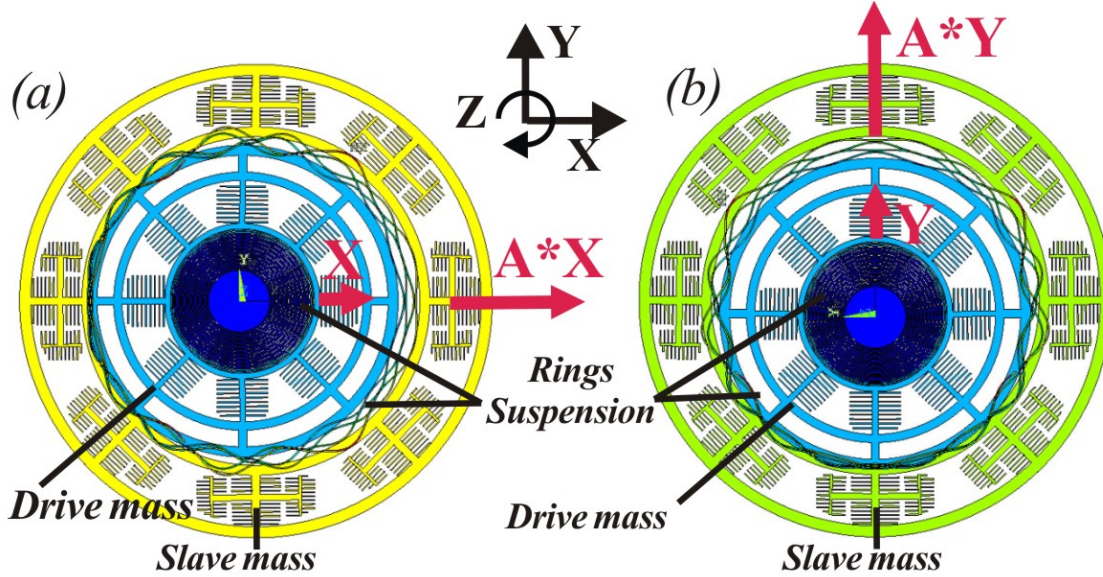 (a)
Y
Z
X
A*Y
(b)
X
A*X
Y
Rings
Suspension
Drive mass
Slave mass
Drive mass
Slave mass
Y